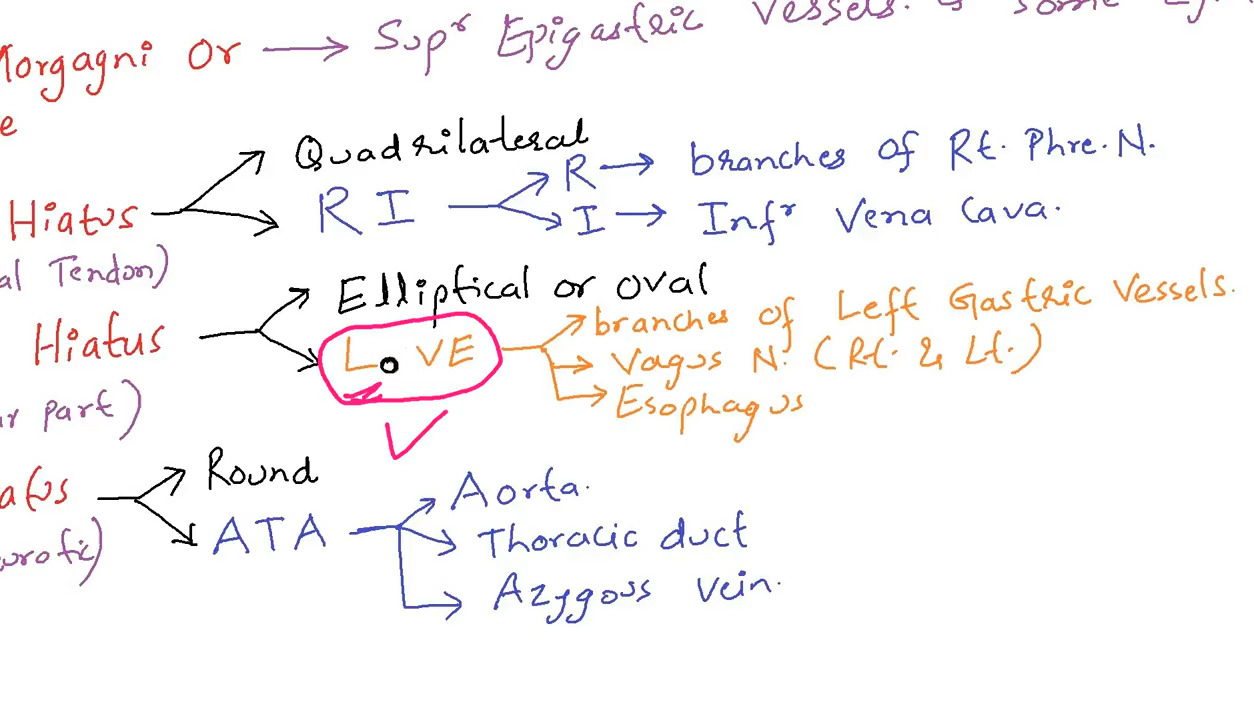 Morgagni Or → Supʳ Epigastric Vessels. & some
e
Quadrilateral
Hiatus R I R → branches of Rt. Phre. N.
I → Infʳ Vena Cava.
al Tendon)
Elliptical or oval
Hiatus LoVE branches of Left Gastric Vessels.
Vagus N. (Rt. & Lt.)
r part) Esophagus
atus Round
ATA Aorta.
urotic) Thoracic duct
Azygous vein.